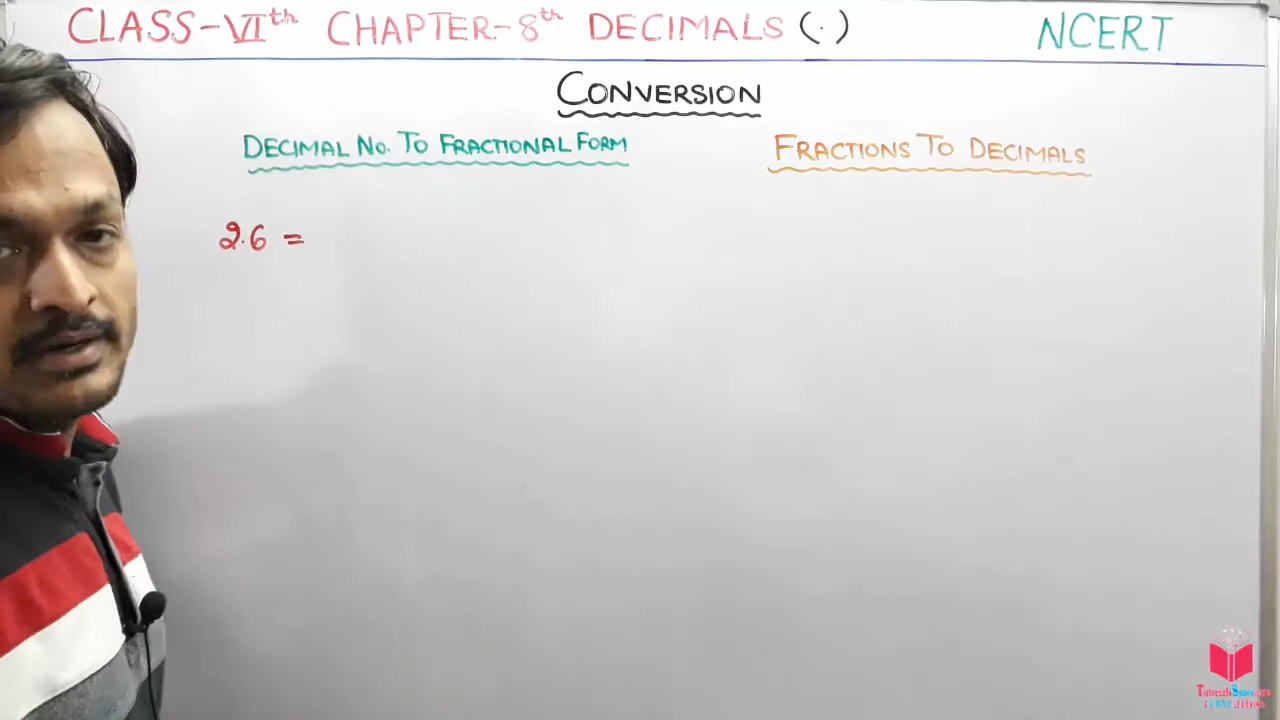 CLASS-VIth CHAPTER-8th DECIMALS (.) NCERT
CONVERSION
DECIMAL NO. TO FRACTIONAL FORM
FRACTIONS TO DECIMALS
2.6 =